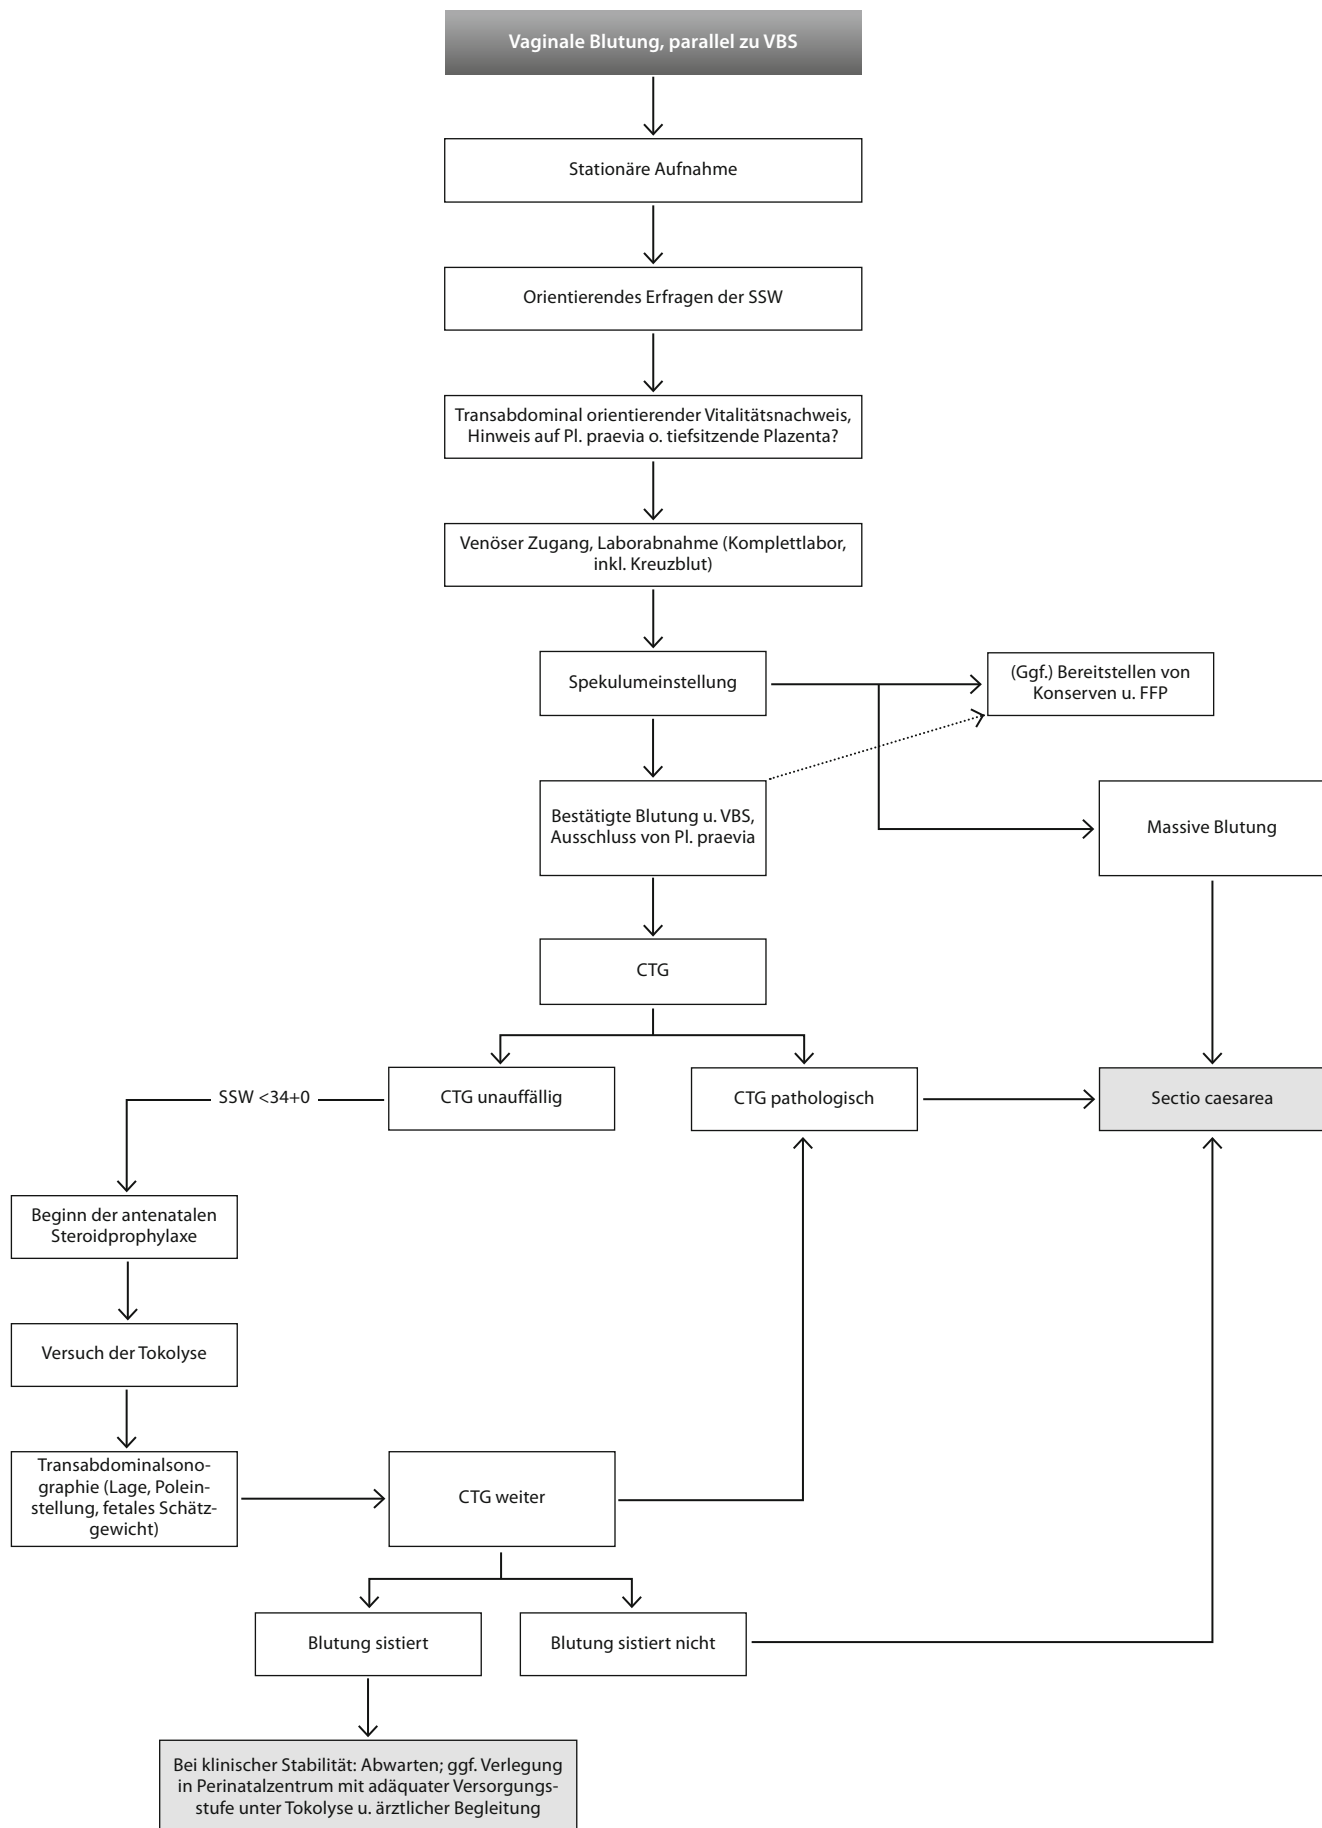 Vaginale Blutung, parallel zu VBS
Stationäre Aufnahme
Orientierendes Erfragen der SSW
Transabdominal orientierender Vitalitätsnachweis,
Hinweis auf Pl. praevia o. tiefsitzende Plazenta?
Venöser Zugang, Laborabnahme (Komplettlabor,
inkl. Kreuzblut)
Spekulumeinstellung
(Ggf.) Bereitstellen von
Konserven u. FFP
Bestätigte Blutung u. VBS,
Ausschluss von Pl. praevia
Massive Blutung
CTG
SSW <34+0
CTG unauffällig
CTG pathologisch
Sectio caesarea
Beginn der antenatalen
Steroidprophylaxe
Versuch der Tokolyse
Transabdominalsono-
graphie (Lage, Polein-
stellung, fetales Schätz-
gewicht)
CTG weiter
Blutung sistiert
Blutung sistiert nicht
Bei klinischer Stabilität: Abwarten; ggf. Verlegung
in Perinatalzentrum mit adäquater Versorgungs-
stufe unter Tokolyse u. ärztlicher Begleitung